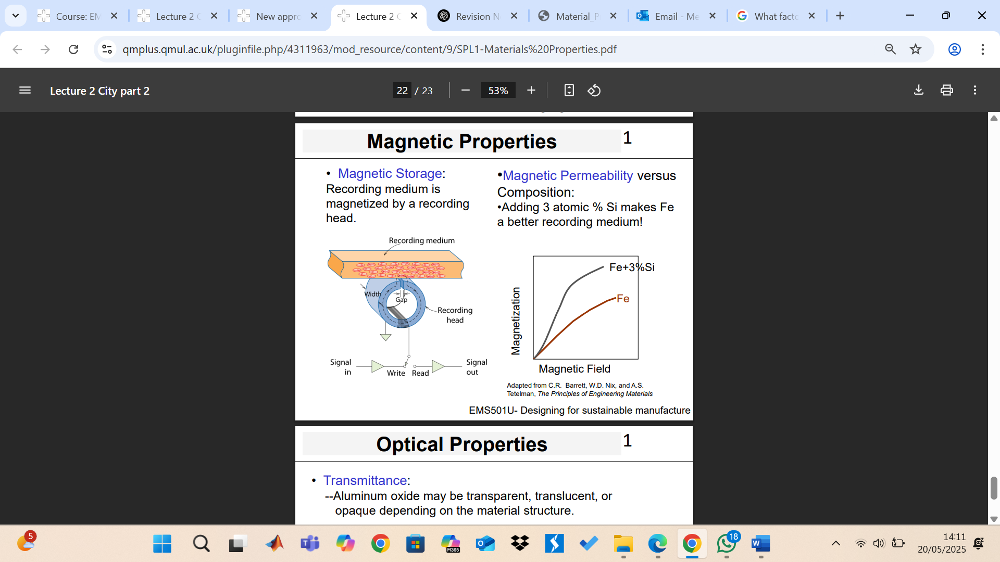 Course: EM
Lecture 2 C
New appro
Lecture 2 C
Revision N
Material_P
Email - Me
What facto
qmplus.qmul.ac.uk/pluginfile.php/4311963/mod_resource/content/9/SPL1-Materials%20Properties.pdf
Lecture 2 City part 2
22 / 23
53%
Magnetic Properties
1
• Magnetic Storage:
Recording medium is
magnetized by a recording
head.
•Magnetic Permeability versus
Composition:
•Adding 3 atomic % Si makes Fe
a better recording medium!
Recording medium
Width
Gap
Recording
head
Signal
in
Write
Read
Signal
out
Fe+3%Si
Fe
Magnetization
Magnetic Field
Adapted from C.R. Barrett, W.D. Nix, and A.S.
Tetelman, The Principles of Engineering Materials
EMS501U- Designing for sustainable manufacture
Optical Properties
1
• Transmittance:
--Aluminum oxide may be transparent, translucent, or
opaque depending on the material structure.
5
M365
18
14:11
20/05/2025